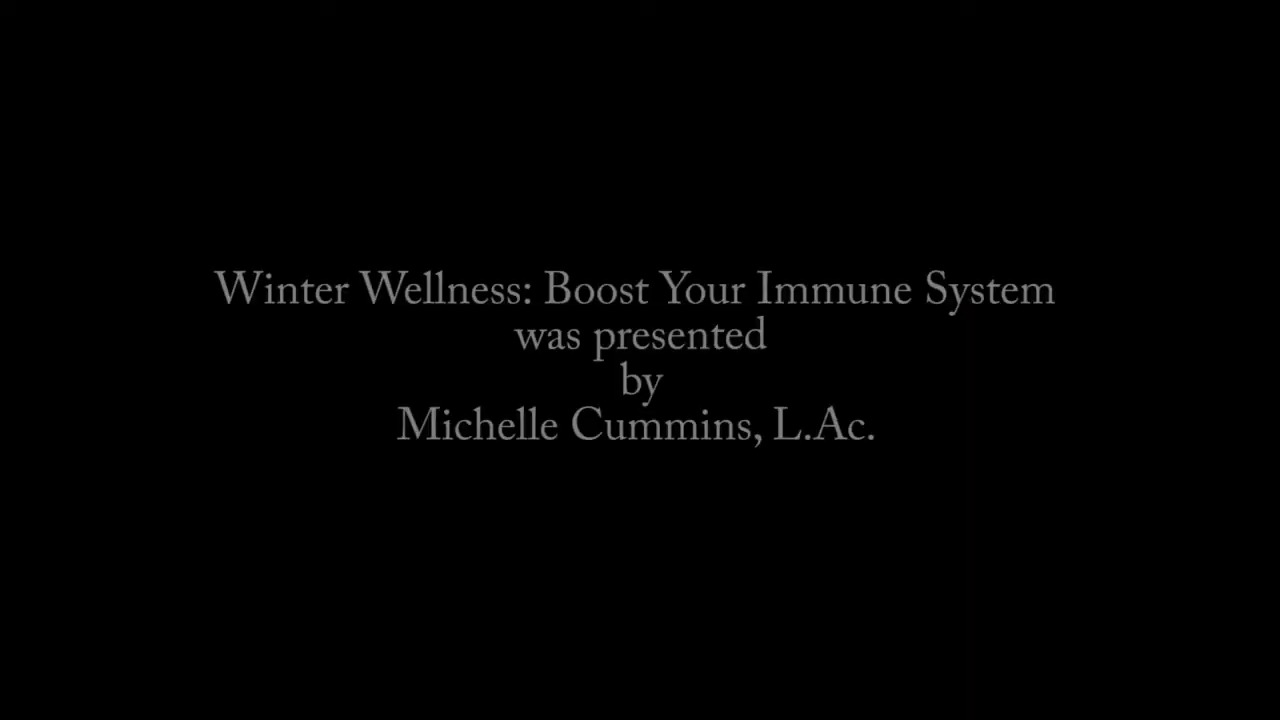 Winter Wellness: Boost Your Immune System
was presented
by
Michelle Cummins, L.Ac.